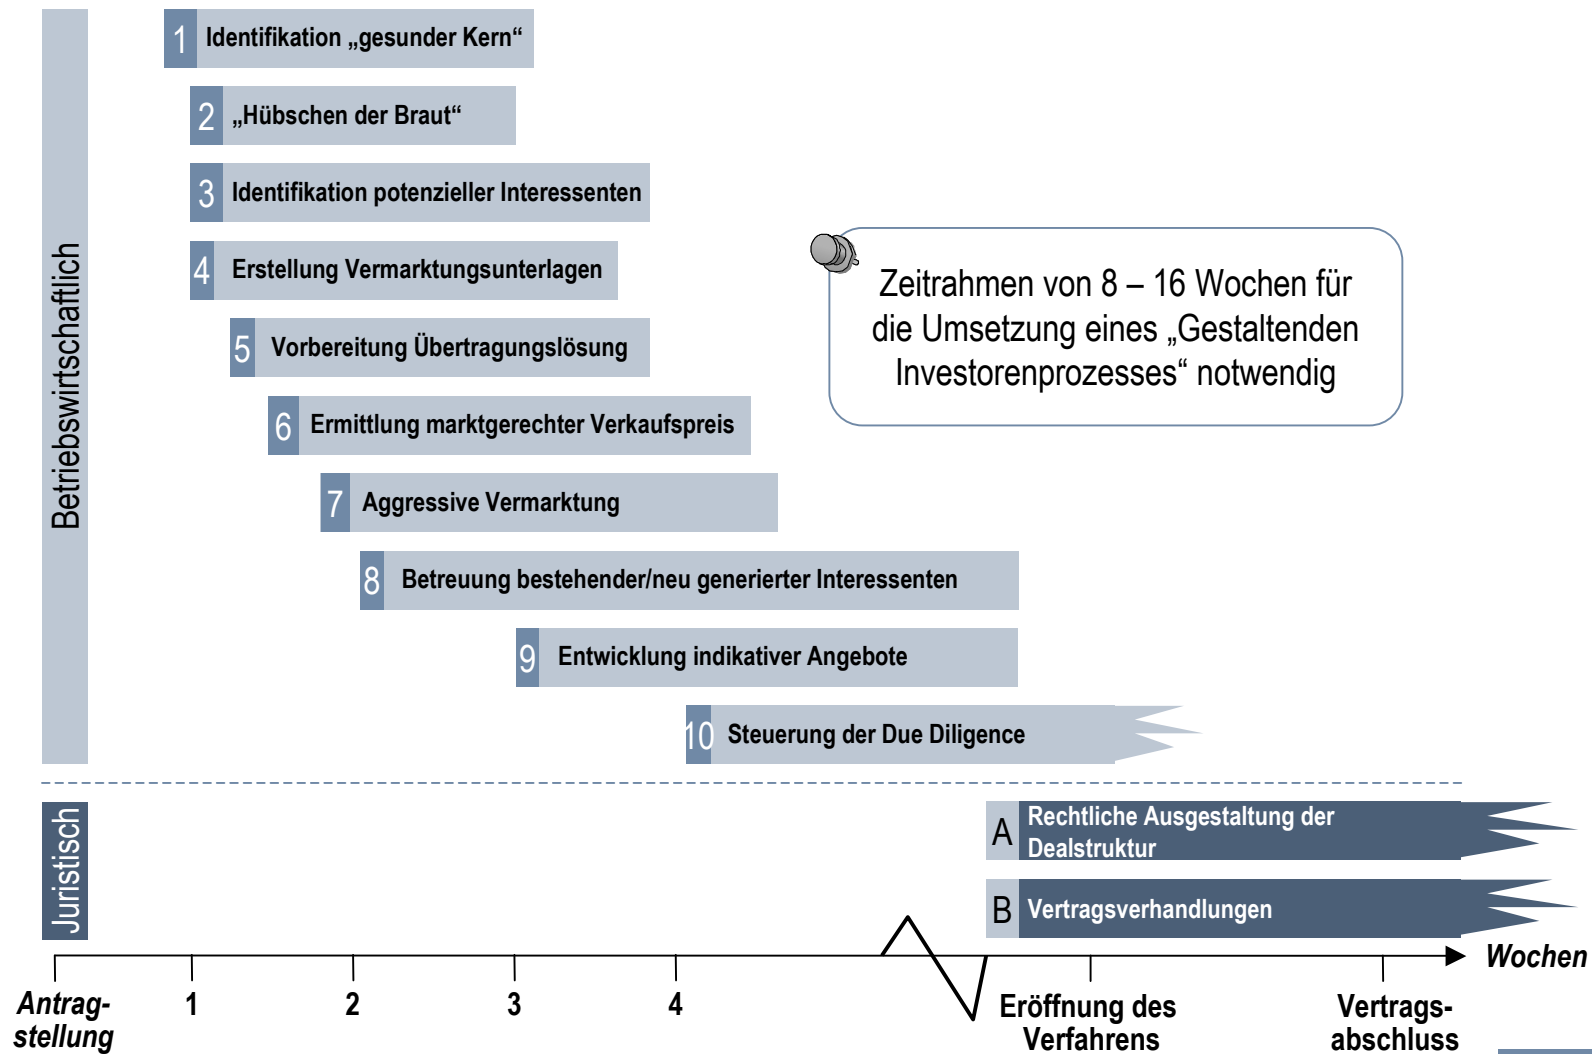 Betriebswirtschaftlich
1 Identifikation „gesunder Kern“
2 „Hübschen der Braut“
3 Identifikation potenzieller Interessenten
4 Erstellung Vermarktungsunterlagen
5 Vorbereitung Übertragungslösung
6 Ermittlung marktgerechter Verkaufspreis
7 Aggressive Vermarktung
8 Betreuung bestehender/neu generierter Interessenten
9 Entwicklung indikativer Angebote
10 Steuerung der Due Diligence
Zeitrahmen von 8 – 16 Wochen für
die Umsetzung eines „Gestaltenden
Investorenprozesses“ notwendig
Juristisch
A Rechtliche Ausgestaltung der
Dealstruktur
B Vertragsverhandlungen
Wochen
Antrag-
stellung
1
2
3
4
Eröffnung des
Verfahrens
Vertrags-
abschluss